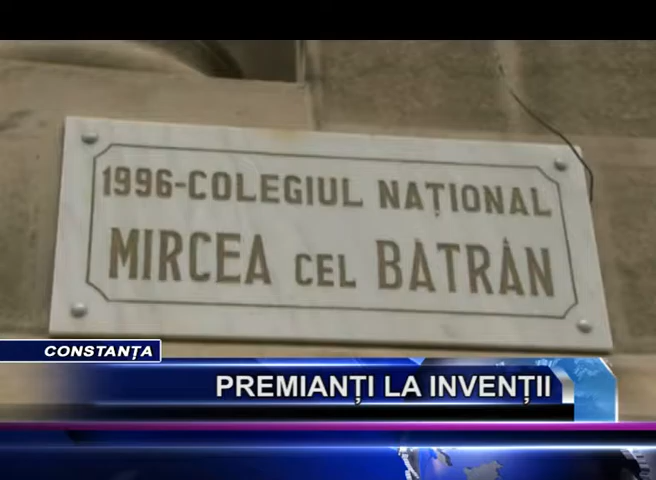 1996-COLEGIUL NAȚIONAL
MIRCEA CEL BATRÂN
CONSTANȚA
PREMIANȚI LA INVENȚII